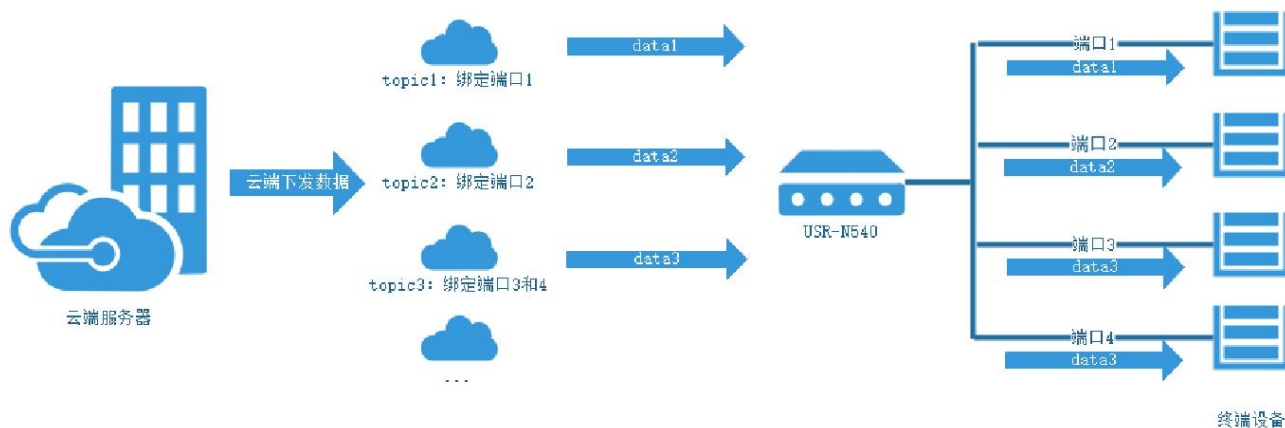 云端服务器
云端下发数据
topic1: 绑定端口1
topic2: 绑定端口2
topic3: 绑定端口3和4
...
data1
data2
data3
USR-N540
端口1
data1
端口2
data2
端口3
data3
端口4
data3
终端设备